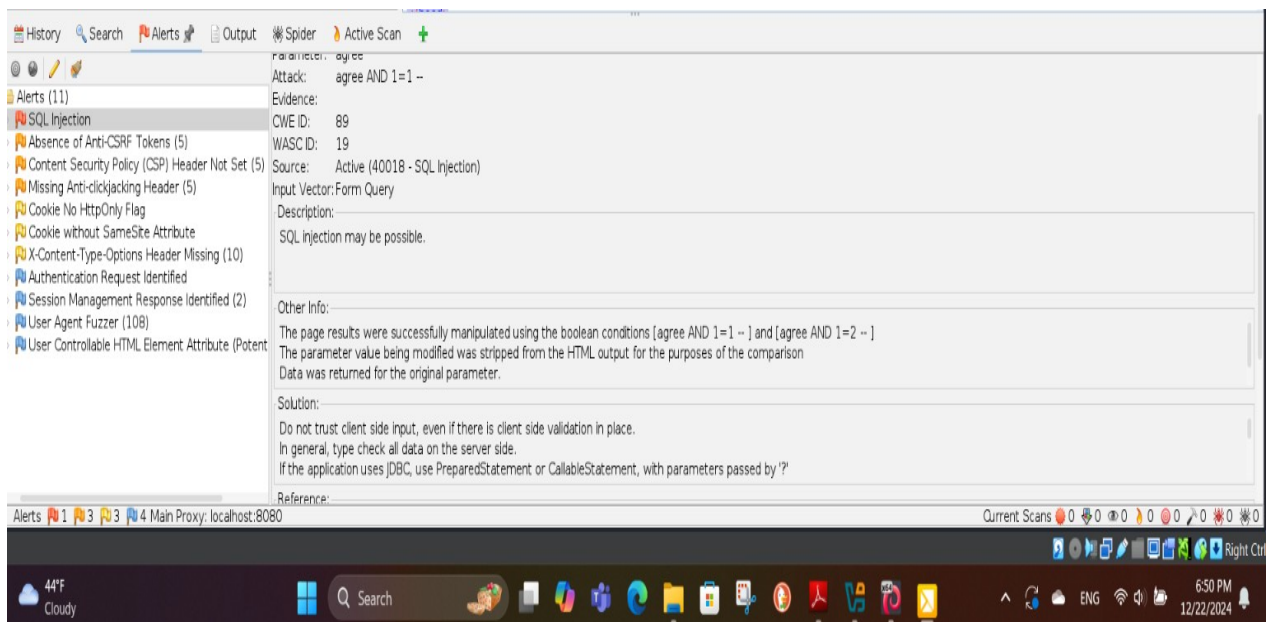 History Search Alerts Output Spider Active Scan
Parameter: agree
Attack: agree AND 1=1 --
Evidence:
CWE ID: 89
WASC ID: 19
Source: Active (40018 - SQL Injection)
Input Vector: Form Query
Description:
SQL injection may be possible.
Other Info:
The page results were successfully manipulated using the boolean conditions [agree AND 1=1 -- ] and [agree AND 1=2 -- ]
The parameter value being modified was stripped from the HTML output for the purposes of the comparison
Data was returned for the original parameter.
Solution:
Do not trust client side input, even if there is client side validation in place.
In general, type check all data on the server side.
If the application uses JDBC, use PreparedStatement or CallableStatement, with parameters passed by '?'
Reference:
Alerts (11)
SQL Injection
Absence of Anti-CSRF Tokens (5)
Content Security Policy (CSP) Header Not Set (5)
Missing Anti-clickjacking Header (5)
Cookie No HttpOnly Flag
Cookie without SameSite Attribute
X-Content-Type-Options Header Missing (10)
Authentication Request Identified
Session Management Response Identified (2)
User Agent Fuzzer (108)
User Controllable HTML Element Attribute (Potent
Alerts 1 3 3 4 Main Proxy: localhost:8080
Current Scans 0 0 0 0 0 0 0 0
Right Ctrl
44°F
Cloudy
Search
ENG
6:50 PM
12/22/2024